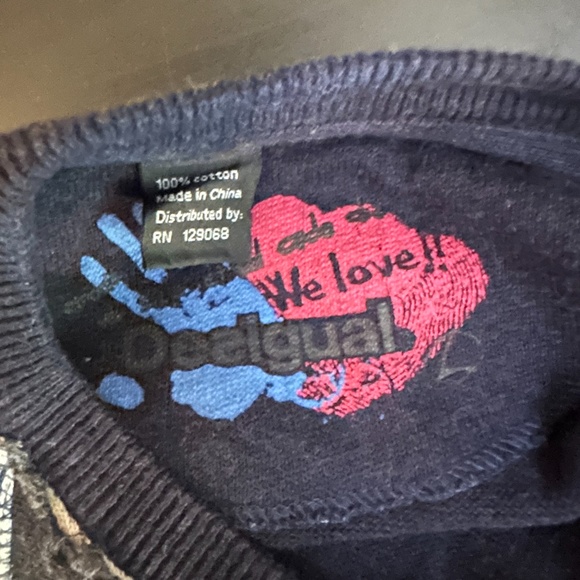 100% cotton
Made in China
Distributed by:
RN 129068
We love!!
Desigual